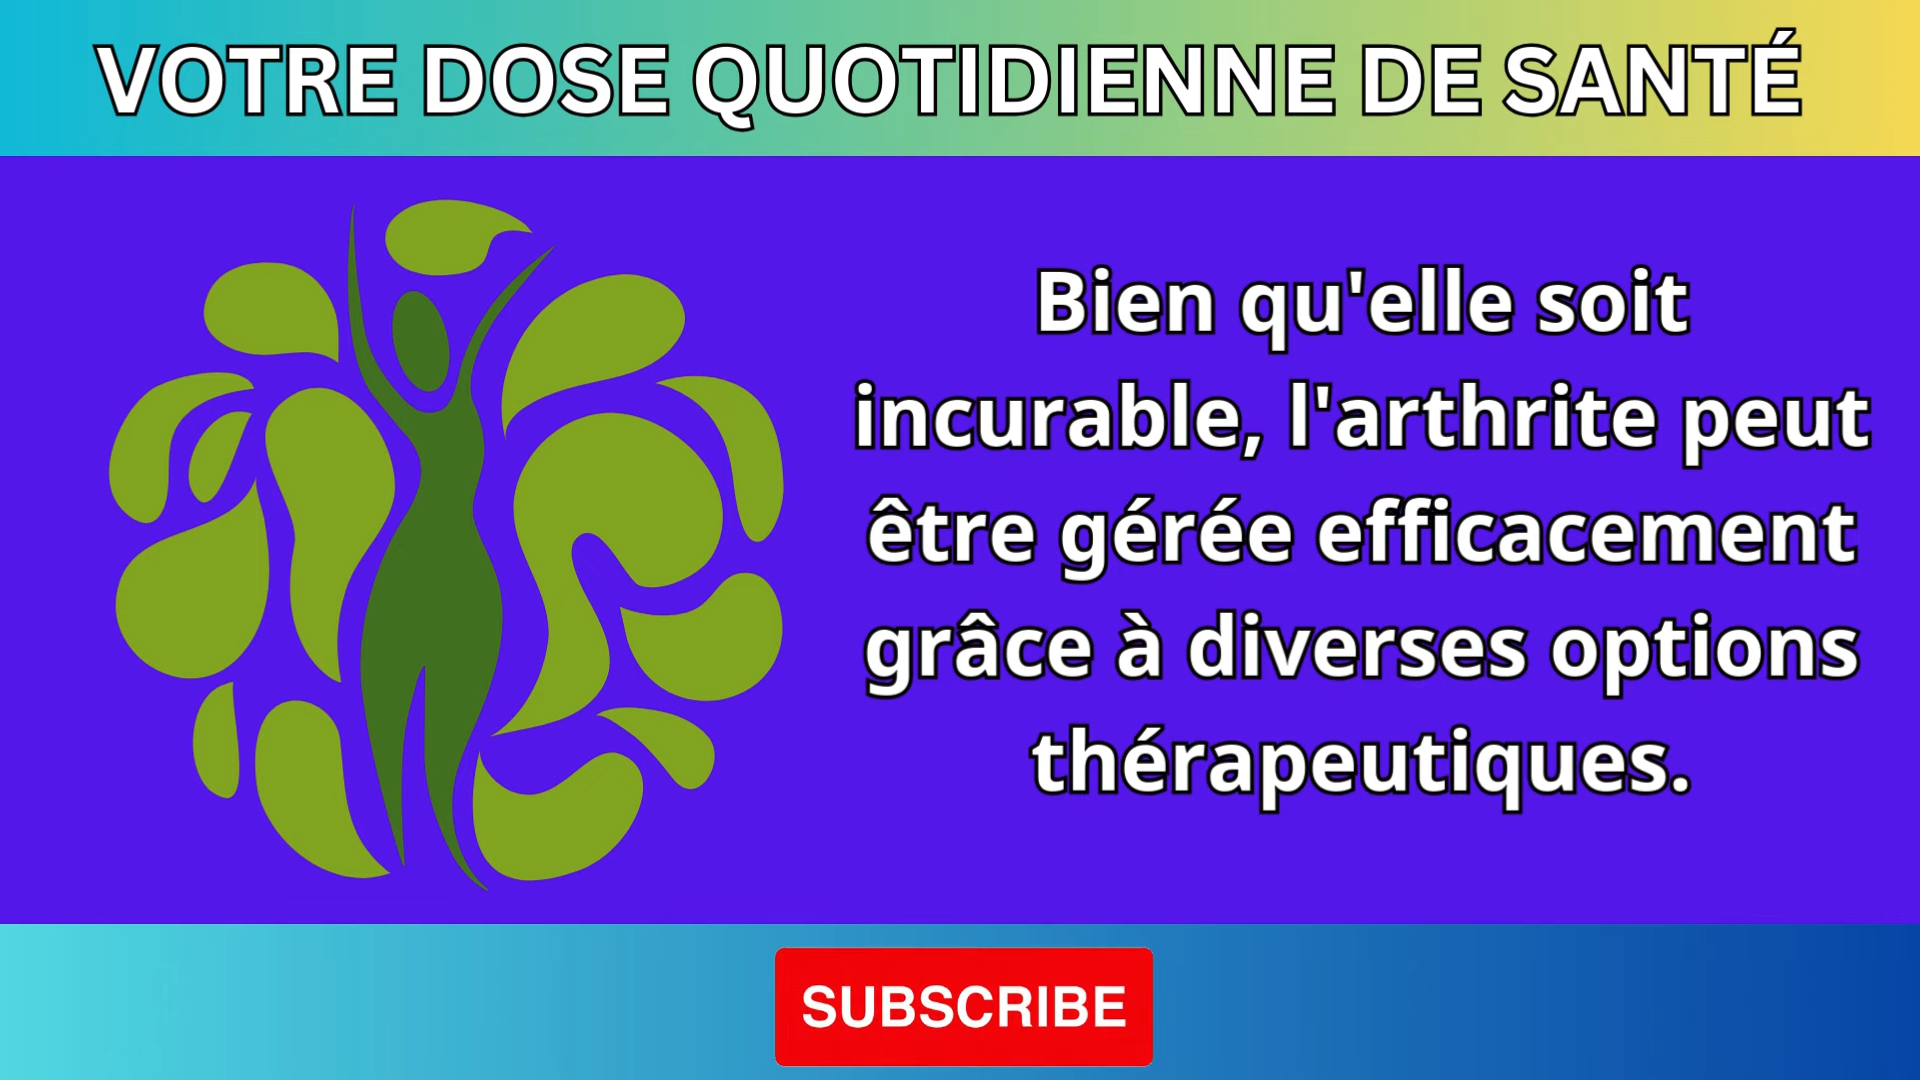 VOTRE DOSE QUOTIDIENNE DE SANTÉ
Bien qu'elle soit
incurable, l'arthrite peut
être gérée efficacement
grâce à diverses options
thérapeutiques.
SUBSCRIBE